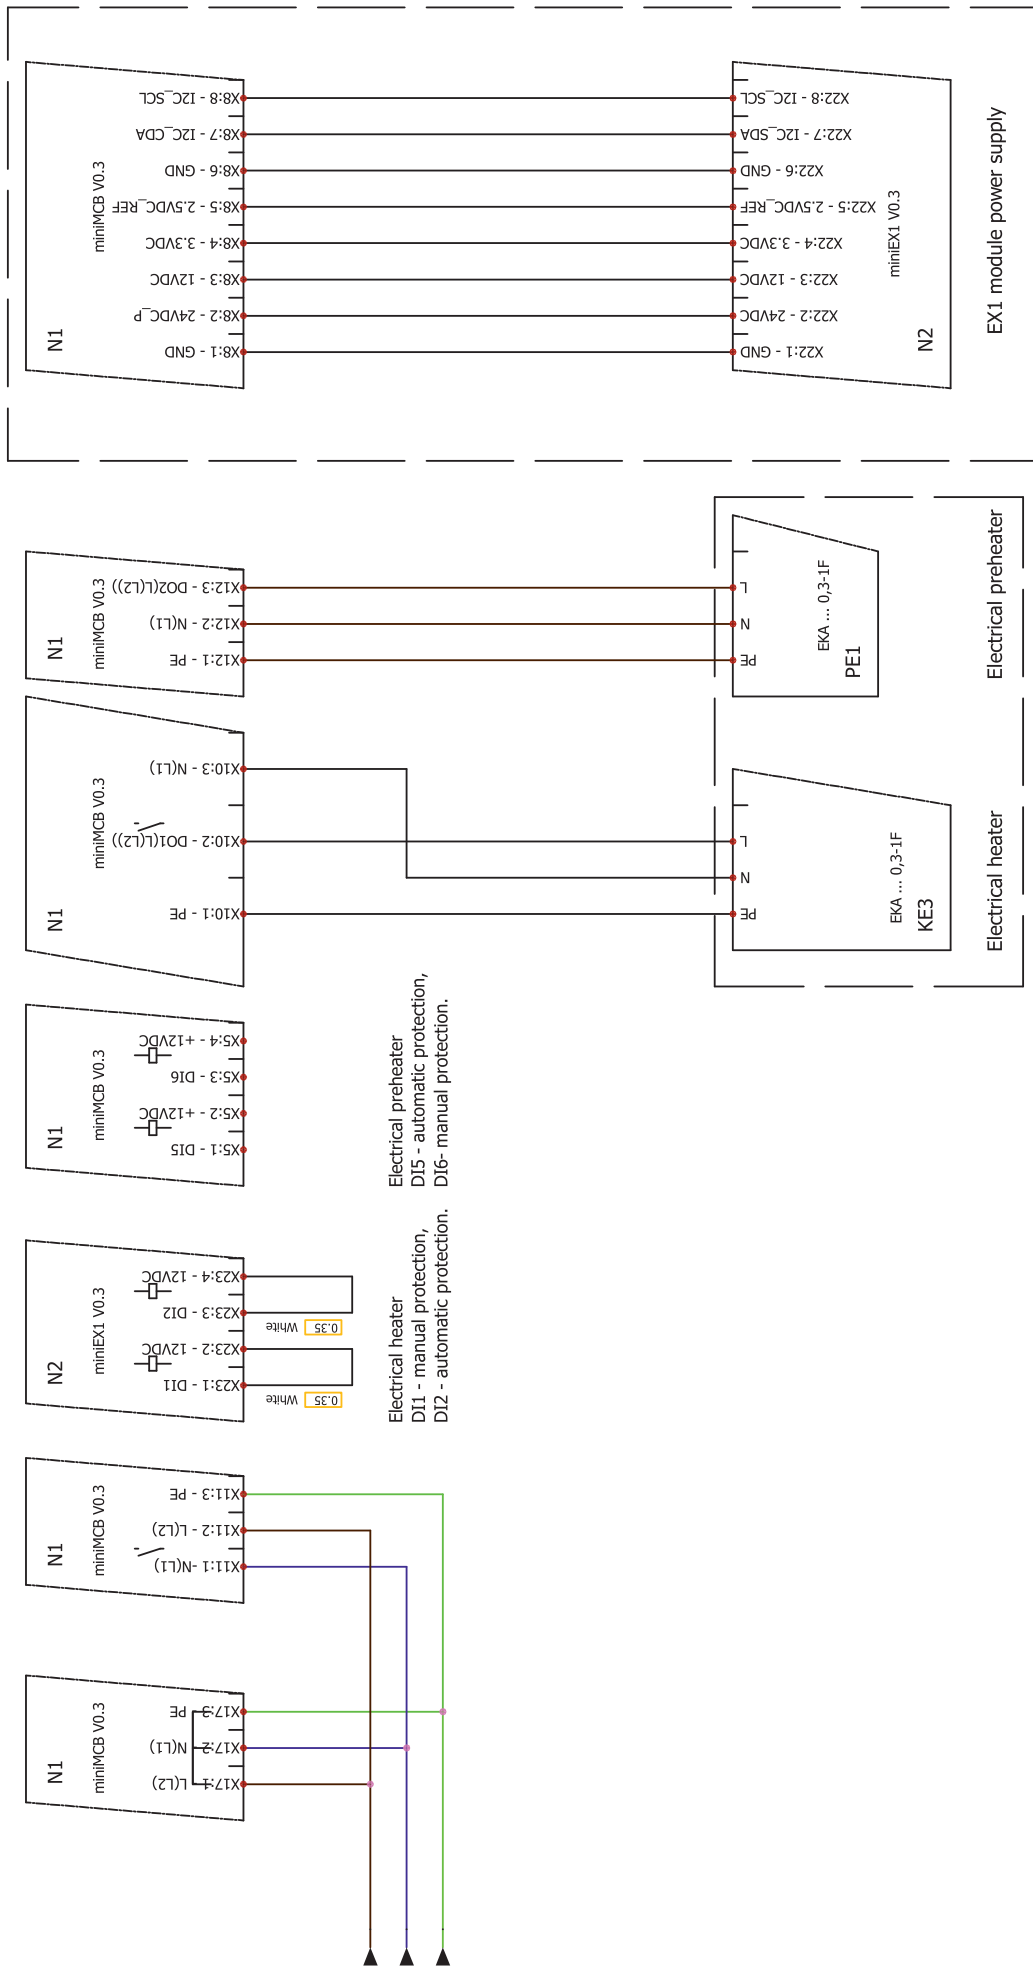 X8:8 - I2C_SCL
X8:7 - I2C_CDA
X8:6 - GND
X8:5 - 2.5VDC_REF
X8:4 - 3.3VDC
X8:3 - 12VDC
X8:2 - 24VDC_P
X8:1 - GND
miniMCB V0.3
N1
X22:8 - I2C_SCL
X22:7 - I2C_SDA
X22:6 - GND
X22:5 - 2.5VDC_REF
X22:4 - 3.3VDC
X22:3 - 12VDC
X22:2 - 24VDC
X22:1 - GND
miniEX1 V0.3
N2
EX1 module power supply
X12:3 - DO2(L(L2))
X12:2 - N(L1)
X12:1 - PE
miniMCB V0.3
N1
L
N
PE
EKA ... 0,3-1F
PE1
Electrical preheater
X10:3 - N(L1)
X10:2 - DO1(L(L2))
X10:1 - PE
miniMCB V0.3
N1
L
N
PE
EKA ... 0,3-1F
KE3
Electrical heater
X5:4 - +12VDC
X5:3 - DI6
X5:2 - +12VDC
X5:1 - DI5
miniMCB V0.3
N1
Electrical preheater
DI5 - automatic protection,
DI6- manual protection.
X23:4 - 12VDC
X23:3 - DI2
X23:2 - 12VDC
X23:1 - DI1
miniEX1 V0.3
N2
0.35 White
0.35 White
Electrical heater
DI1 - manual protection,
DI2 - automatic protection.
X11:3 - PE
X11:2 - L(L2)
X11:1 -N(L1)
miniMCB V0.3
N1
X17:3- PE
X17:2- N(L1)
X17:1- L(L2)
miniMCB V0.3
N1